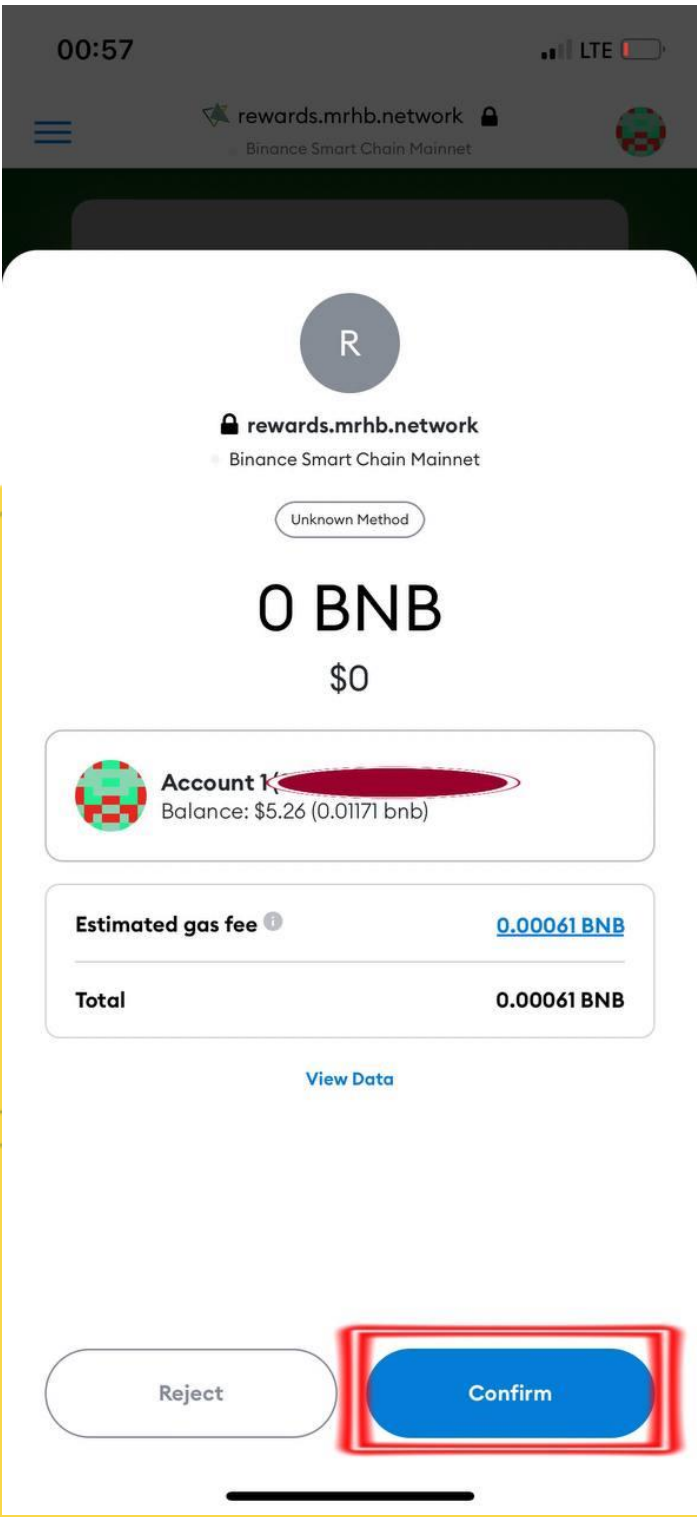 00:57 LTE
rewards.mrhb.network
Binance Smart Chain Mainnet
R
rewards.mrhb.network
Binance Smart Chain Mainnet
Unknown Method
0 BNB
$0
Account 1(
Balance: $5.26 (0.01171 bnb)
Estimated gas fee i 0.00061 BNB
Total 0.00061 BNB
View Data
Reject Confirm